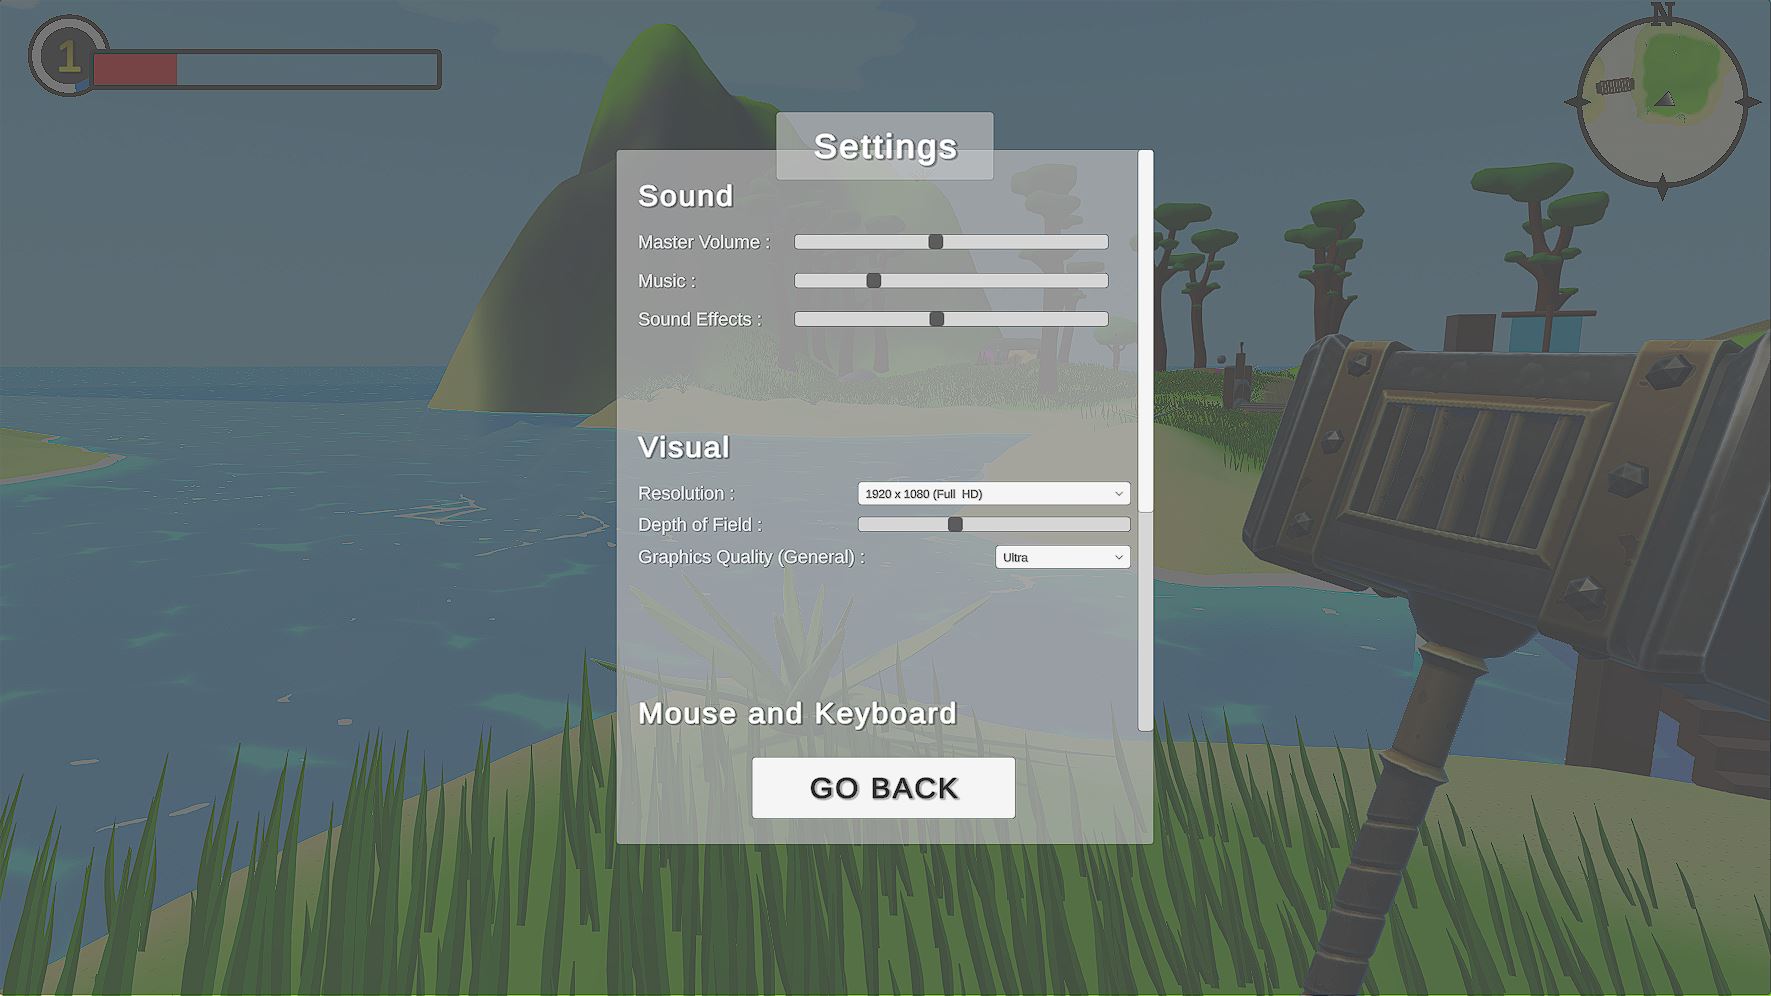 1
N
Settings
Sound
Master Volume :
Music :
Sound Effects :
Visual
Resolution : 1920 x 1080 (Full HD)
Depth of Field :
Graphics Quality (General) : Ultra
Mouse and Keyboard
GO BACK